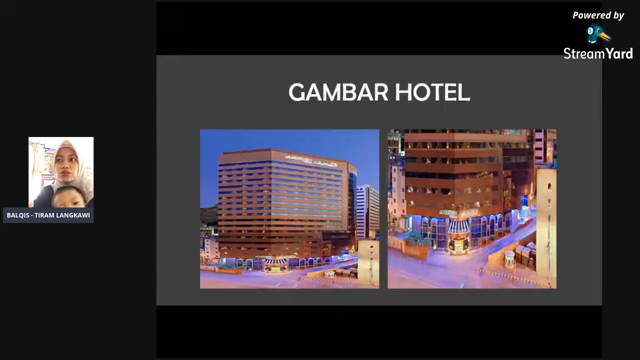 Powered by
StreamYard
GAMBAR HOTEL
BALQIS - TIRAM LANGKAWI